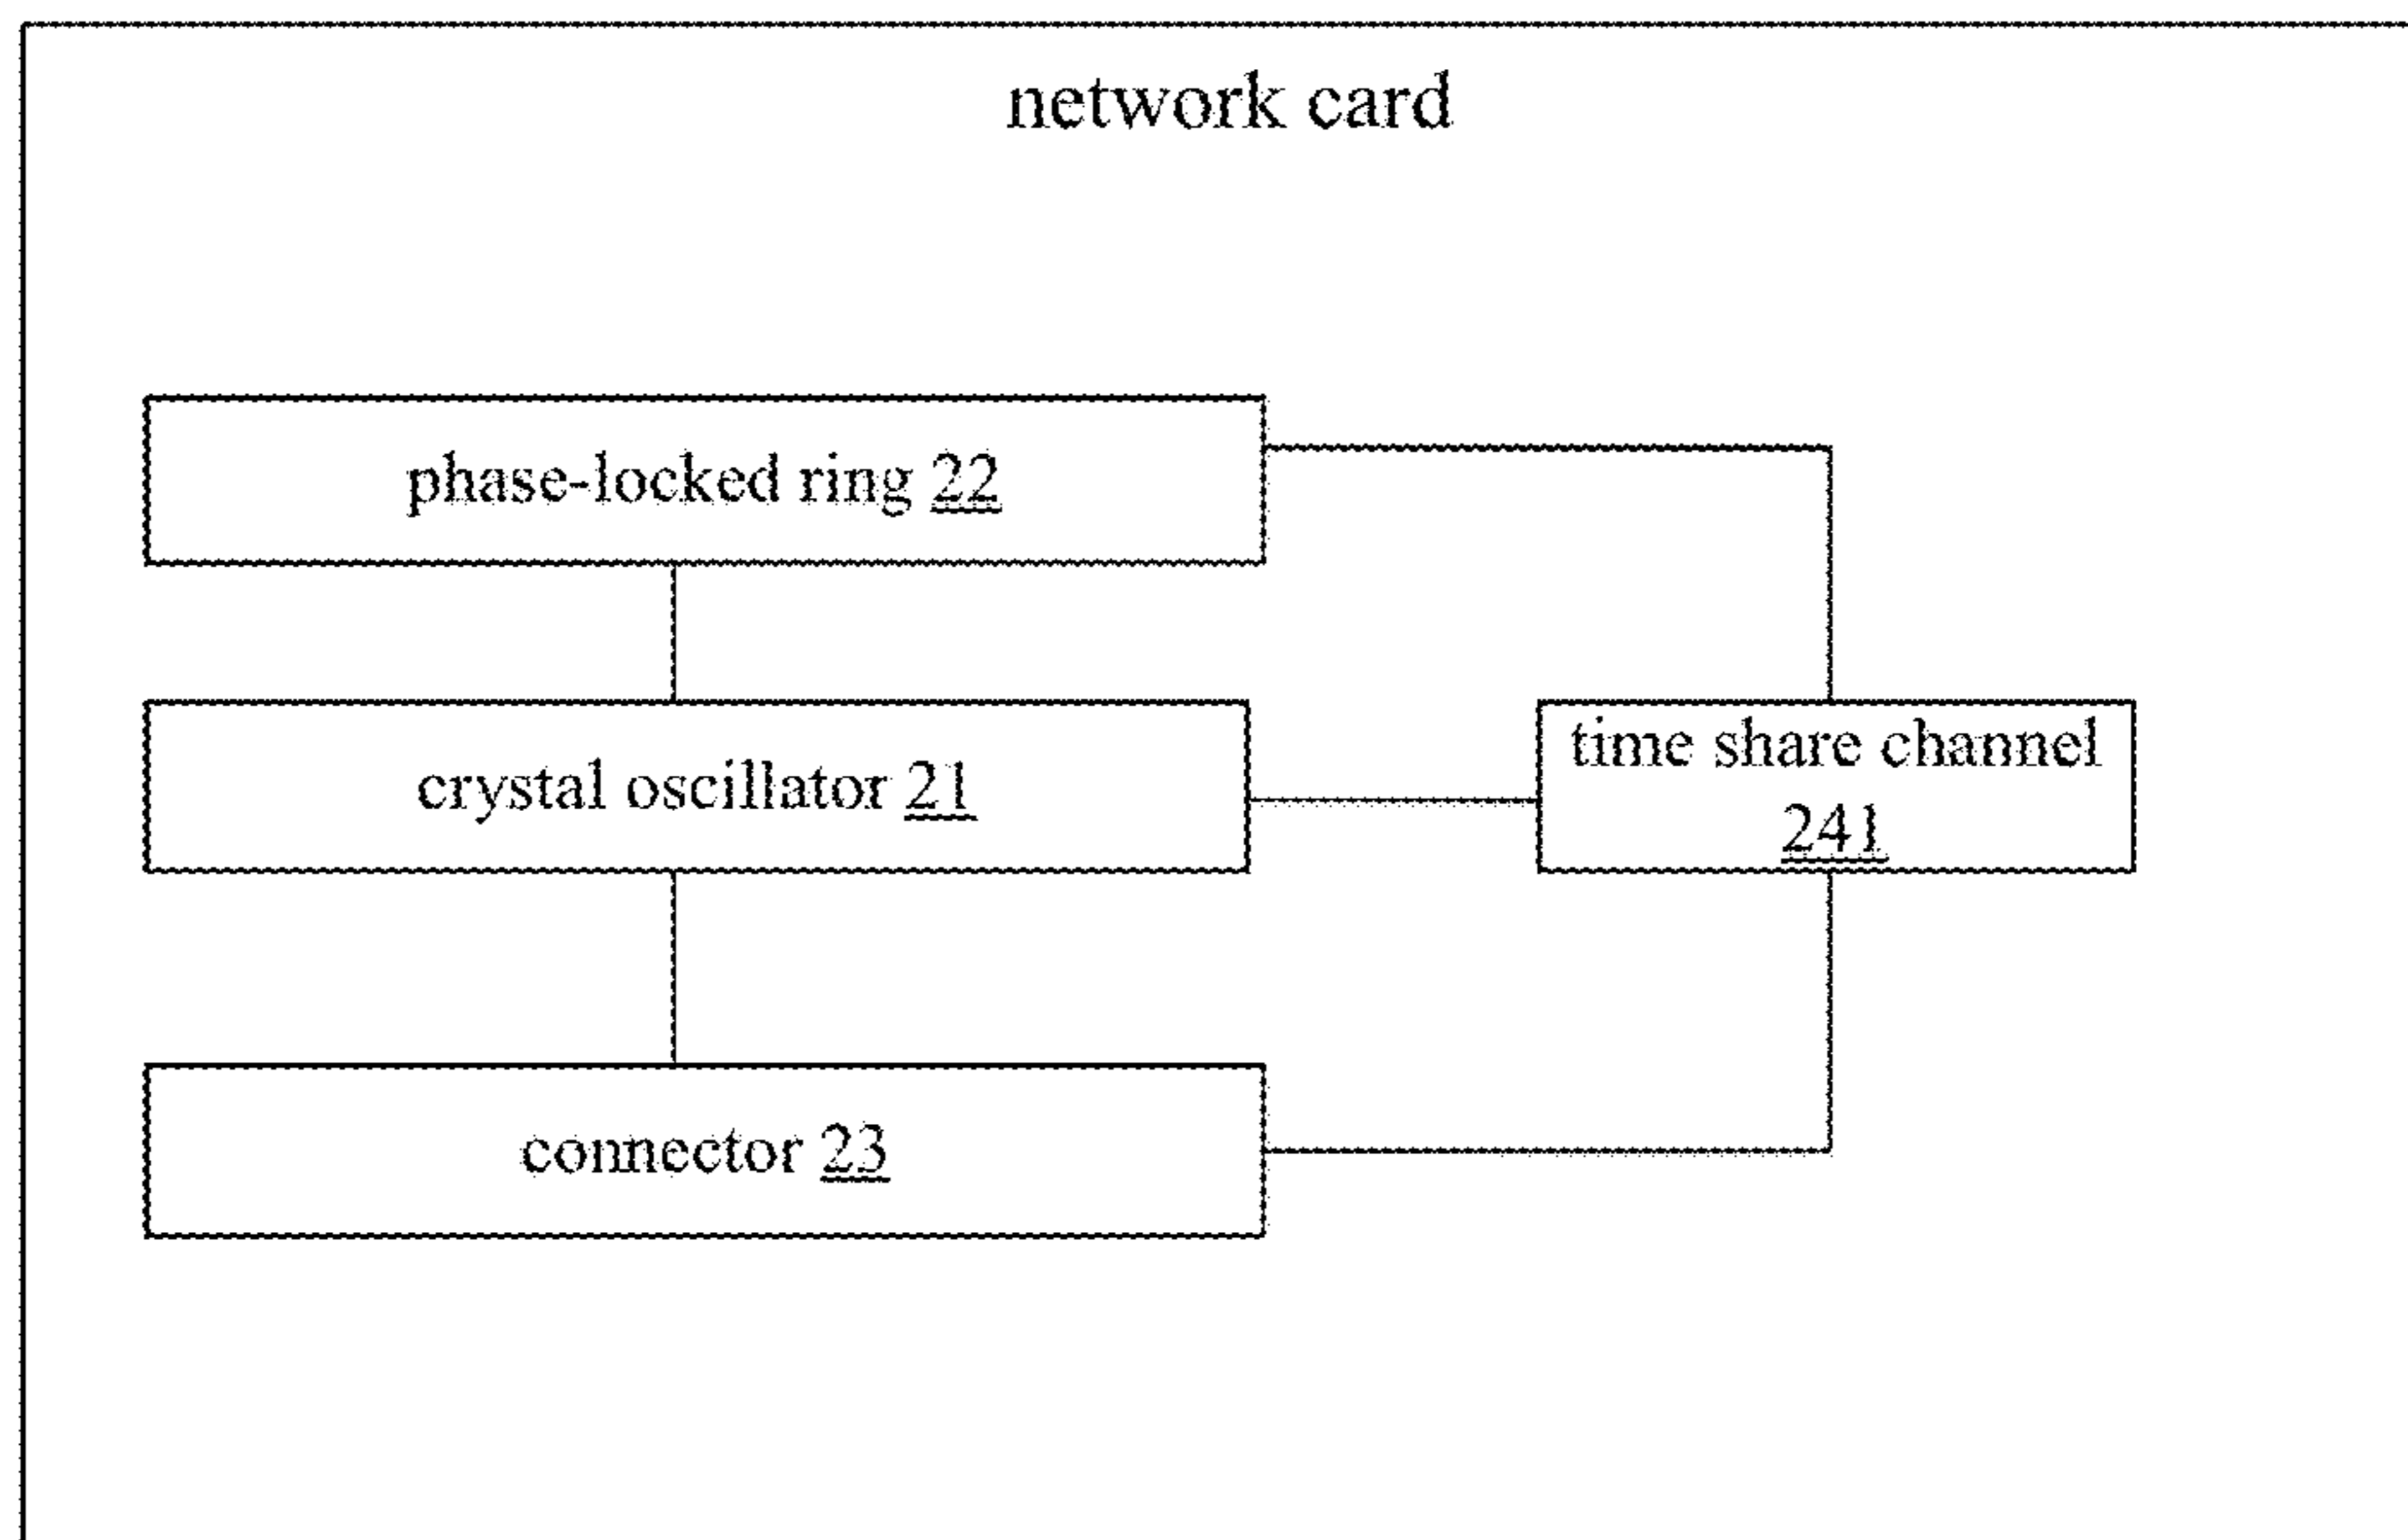 network card
phase-locked ring 22
crystal oscillator 21
time share channel
241
connector 23